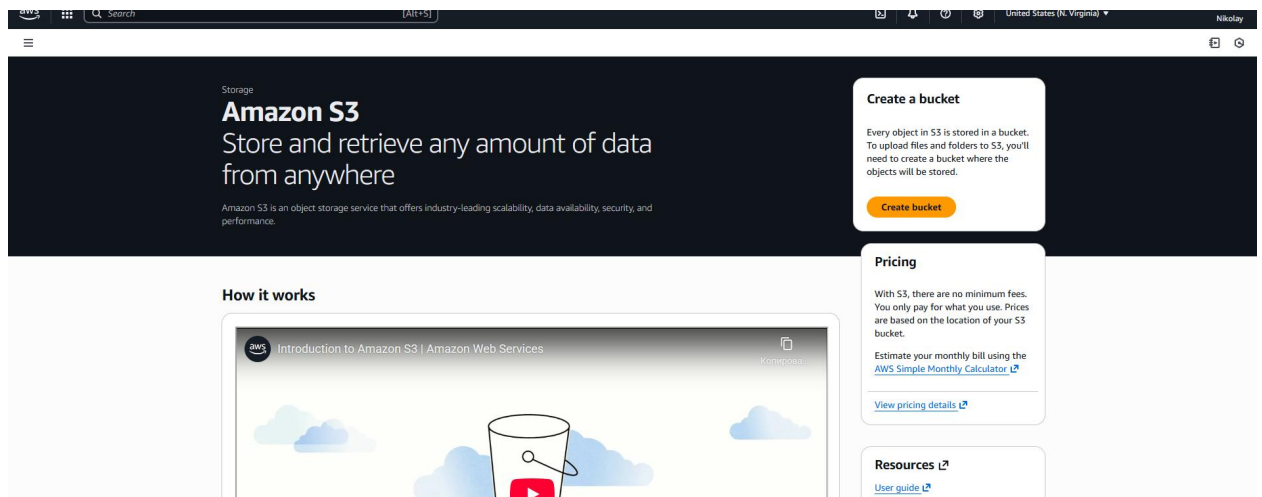 aws
Search
[Alt+S]
United States (N. Virginia)
Nikolay
Storage
Amazon S3
Store and retrieve any amount of data
from anywhere
Amazon S3 is an object storage service that offers industry-leading scalability, data availability, security, and
performance.
Create a bucket
Every object in S3 is stored in a bucket.
To upload files and folders to S3, you'll
need to create a bucket where the
objects will be stored.
Create bucket
Pricing
With S3, there are no minimum fees.
You only pay for what you use. Prices
are based on the location of your S3
bucket.
Estimate your monthly bill using the
AWS Simple Monthly Calculator
View pricing details
How it works
aws
Introduction to Amazon S3 | Amazon Web Services
Копирова...
Resources
User guide